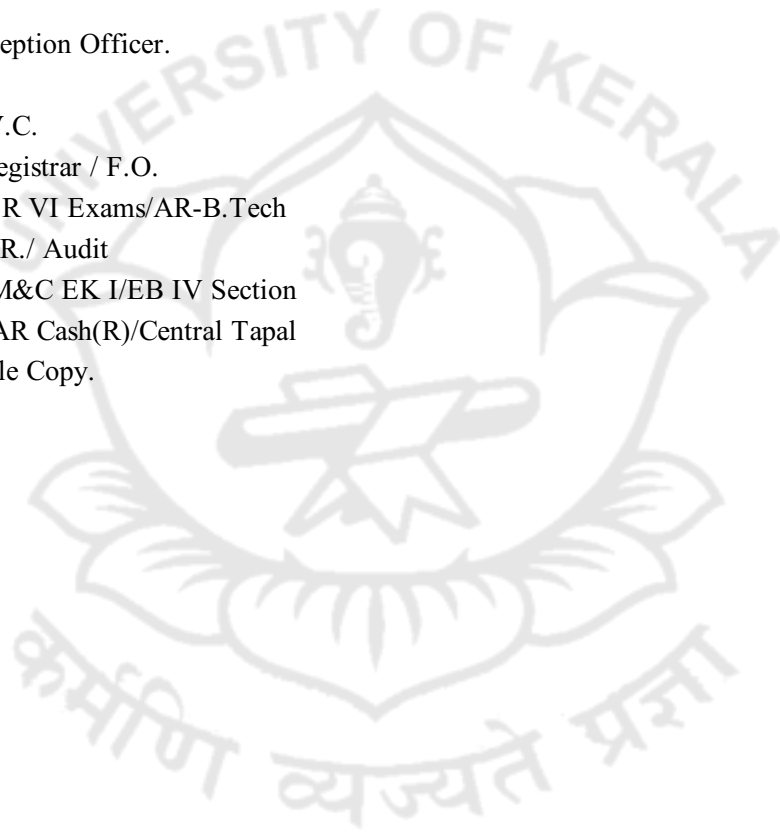 eption Officer.
V.C.
egistrar / F.O.
R VI Exams/AR-B.Tech
R./ Audit
M&C EK I/EB IV Section
AR Cash(R)/Central Tapal
le Copy.
UNIVERSITY OF KERALA
कर्मणि व्यज्यते प्रज्ञा